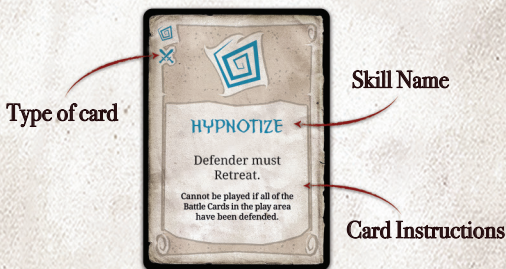 Type of card
Skill Name
HYPNOTIZE
Defender must
Retreat.
Cannot be played if all of the
Battle Cards in the play area
have been defended.
Card Instructions